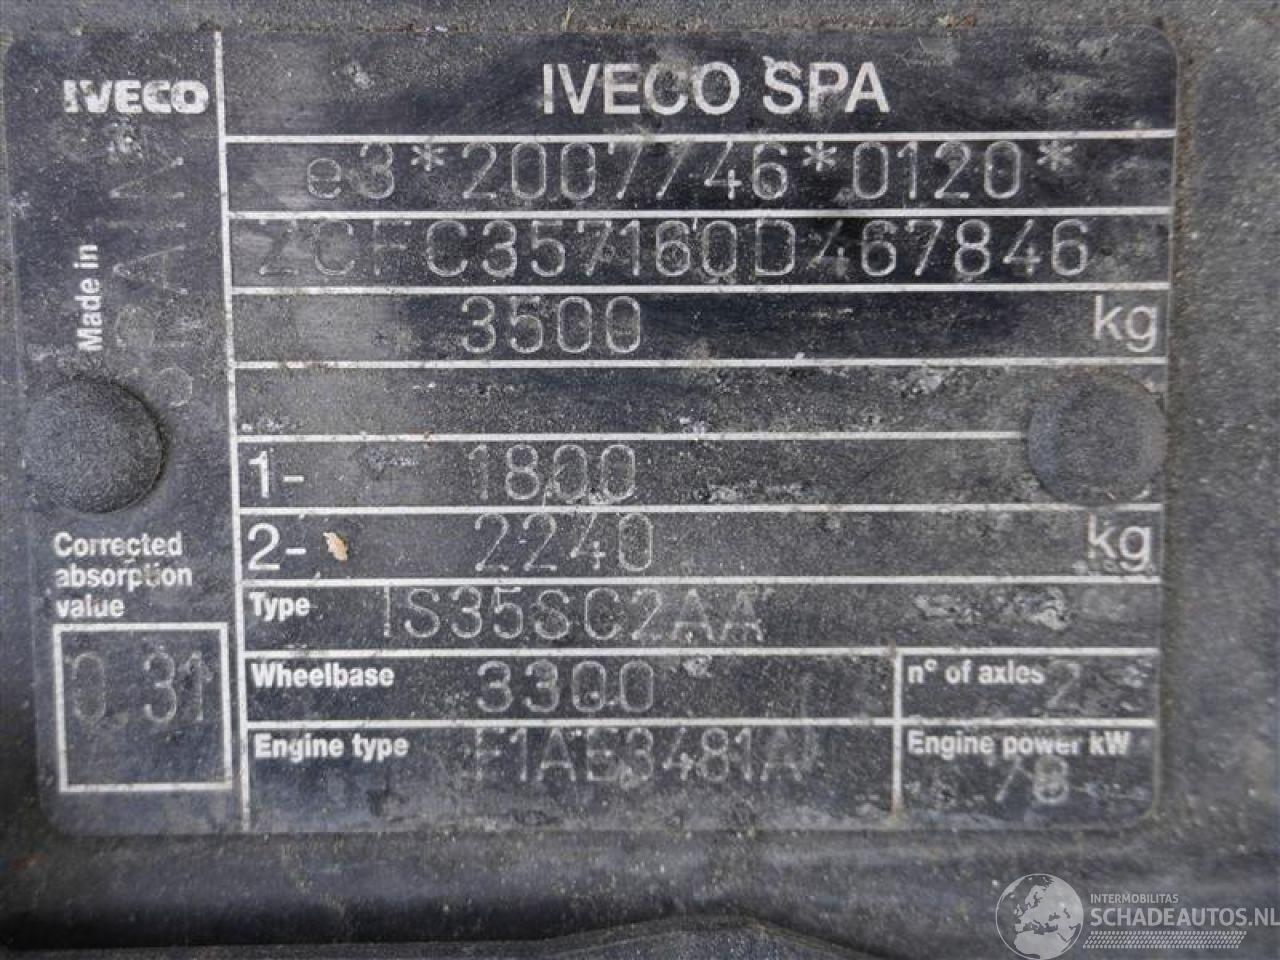 IVECO
IVECO SPA
e3*2007/46*0120*
ZCFC357160D467846
3500 kg
1- 1800
2- 2240 kg
Type IS35SC2AA
Wheelbase 3300
n° of axles 2
Engine type F1AE3481A
Engine power kW 78
Made in SPAIN
Corrected
absorption
value
0.31
INTERMOBILITAS
SCHADEAUTOS.NL